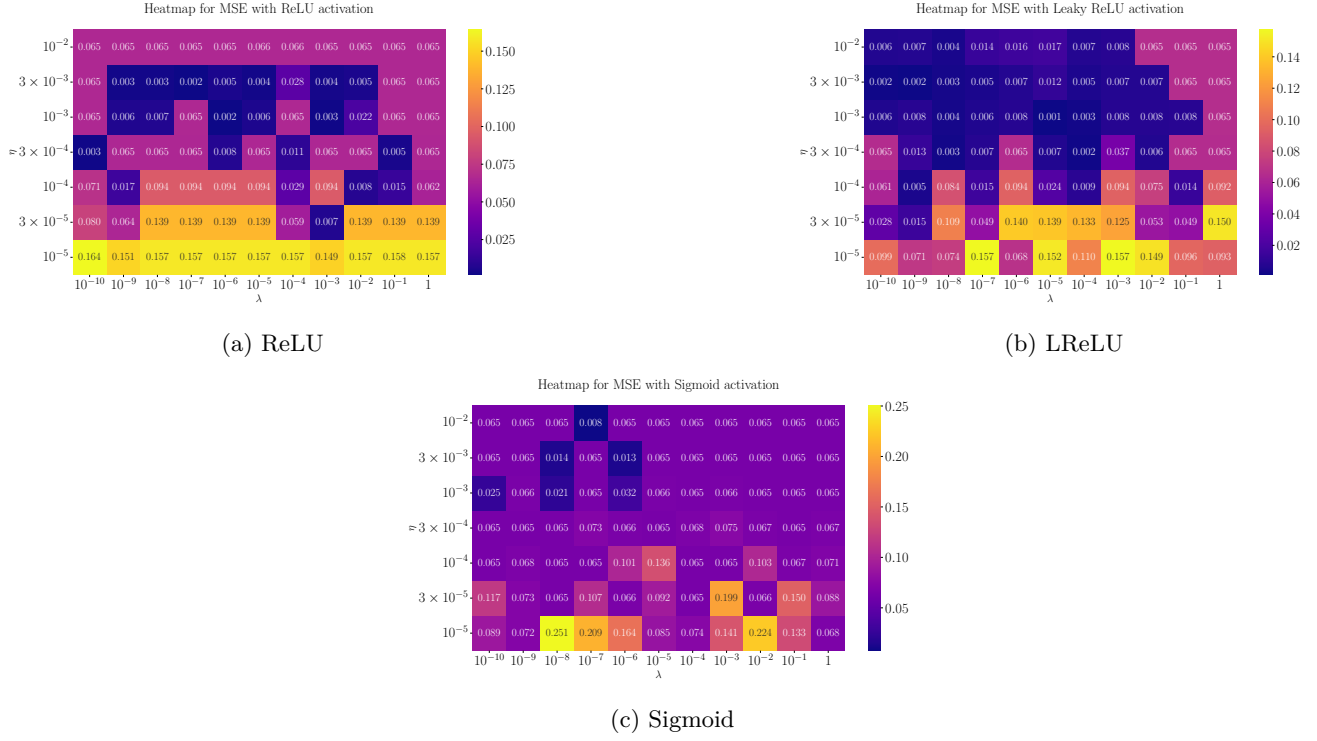 Heatmap for MSE with ReLU activation
10⁻² 0.065 0.065 0.065 0.065 0.065 0.066 0.066 0.065 0.065 0.065 0.065
3 × 10⁻³ 0.065 0.003 0.003 0.002 0.005 0.004 0.028 0.004 0.005 0.065 0.065
10⁻³ 0.065 0.006 0.007 0.065 0.002 0.006 0.065 0.003 0.022 0.065 0.065
η 3 × 10⁻⁴ 0.003 0.065 0.065 0.065 0.008 0.065 0.011 0.065 0.065 0.005 0.065
10⁻⁴ 0.071 0.017 0.094 0.094 0.094 0.094 0.029 0.094 0.008 0.015 0.062
3 × 10⁻⁵ 0.080 0.064 0.139 0.139 0.139 0.139 0.059 0.007 0.139 0.139 0.139
10⁻⁵ 0.164 0.151 0.157 0.157 0.157 0.157 0.157 0.149 0.157 0.158 0.157
10⁻¹⁰ 10⁻⁹ 10⁻⁸ 10⁻⁷ 10⁻⁶ 10⁻⁵ 10⁻⁴ 10⁻³ 10⁻² 10⁻¹ 1
λ
0.150
0.125
0.100
0.075
0.050
0.025
(a) ReLU
Heatmap for MSE with Leaky ReLU activation
10⁻² 0.006 0.007 0.004 0.014 0.016 0.017 0.007 0.008 0.065 0.065 0.065
3 × 10⁻³ 0.002 0.002 0.003 0.005 0.007 0.012 0.005 0.007 0.007 0.065 0.065
10⁻³ 0.006 0.008 0.004 0.006 0.008 0.001 0.003 0.008 0.008 0.008 0.065
η 3 × 10⁻⁴ 0.065 0.013 0.003 0.007 0.065 0.007 0.002 0.037 0.006 0.065 0.065
10⁻⁴ 0.061 0.005 0.084 0.015 0.094 0.024 0.009 0.094 0.075 0.014 0.092
3 × 10⁻⁵ 0.028 0.015 0.109 0.049 0.140 0.139 0.133 0.125 0.053 0.049 0.150
10⁻⁵ 0.099 0.071 0.074 0.157 0.068 0.152 0.110 0.157 0.149 0.096 0.093
10⁻¹⁰ 10⁻⁹ 10⁻⁸ 10⁻⁷ 10⁻⁶ 10⁻⁵ 10⁻⁴ 10⁻³ 10⁻² 10⁻¹ 1
λ
0.14
0.12
0.10
0.08
0.06
0.04
0.02
(b) LReLU
Heatmap for MSE with Sigmoid activation
10⁻² 0.065 0.065 0.065 0.008 0.065 0.065 0.065 0.065 0.065 0.065 0.065
3 × 10⁻³ 0.065 0.065 0.014 0.065 0.013 0.065 0.065 0.065 0.065 0.065 0.065
10⁻³ 0.025 0.066 0.021 0.065 0.032 0.066 0.065 0.066 0.065 0.065 0.065
η 3 × 10⁻⁴ 0.065 0.065 0.065 0.073 0.066 0.065 0.068 0.075 0.067 0.065 0.067
10⁻⁴ 0.065 0.068 0.065 0.065 0.101 0.136 0.065 0.065 0.103 0.067 0.071
3 × 10⁻⁵ 0.117 0.073 0.065 0.107 0.066 0.092 0.065 0.199 0.066 0.150 0.088
10⁻⁵ 0.089 0.072 0.251 0.209 0.164 0.085 0.074 0.141 0.224 0.133 0.068
10⁻¹⁰ 10⁻⁹ 10⁻⁸ 10⁻⁷ 10⁻⁶ 10⁻⁵ 10⁻⁴ 10⁻³ 10⁻² 10⁻¹ 1
λ
0.25
0.20
0.15
0.10
0.05
(c) Sigmoid